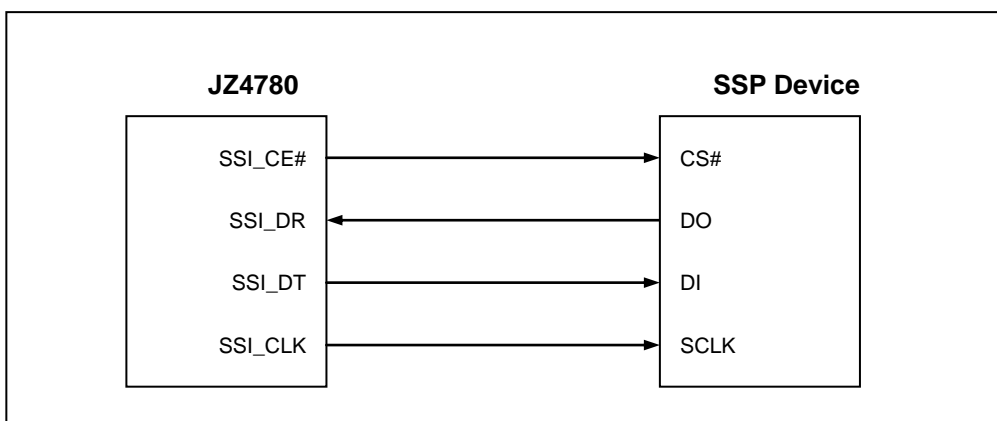 JZ4780 SSP Device
SSI_CE# CS#
SSI_DR DO
SSI_DT DI
SSI_CLK SCLK